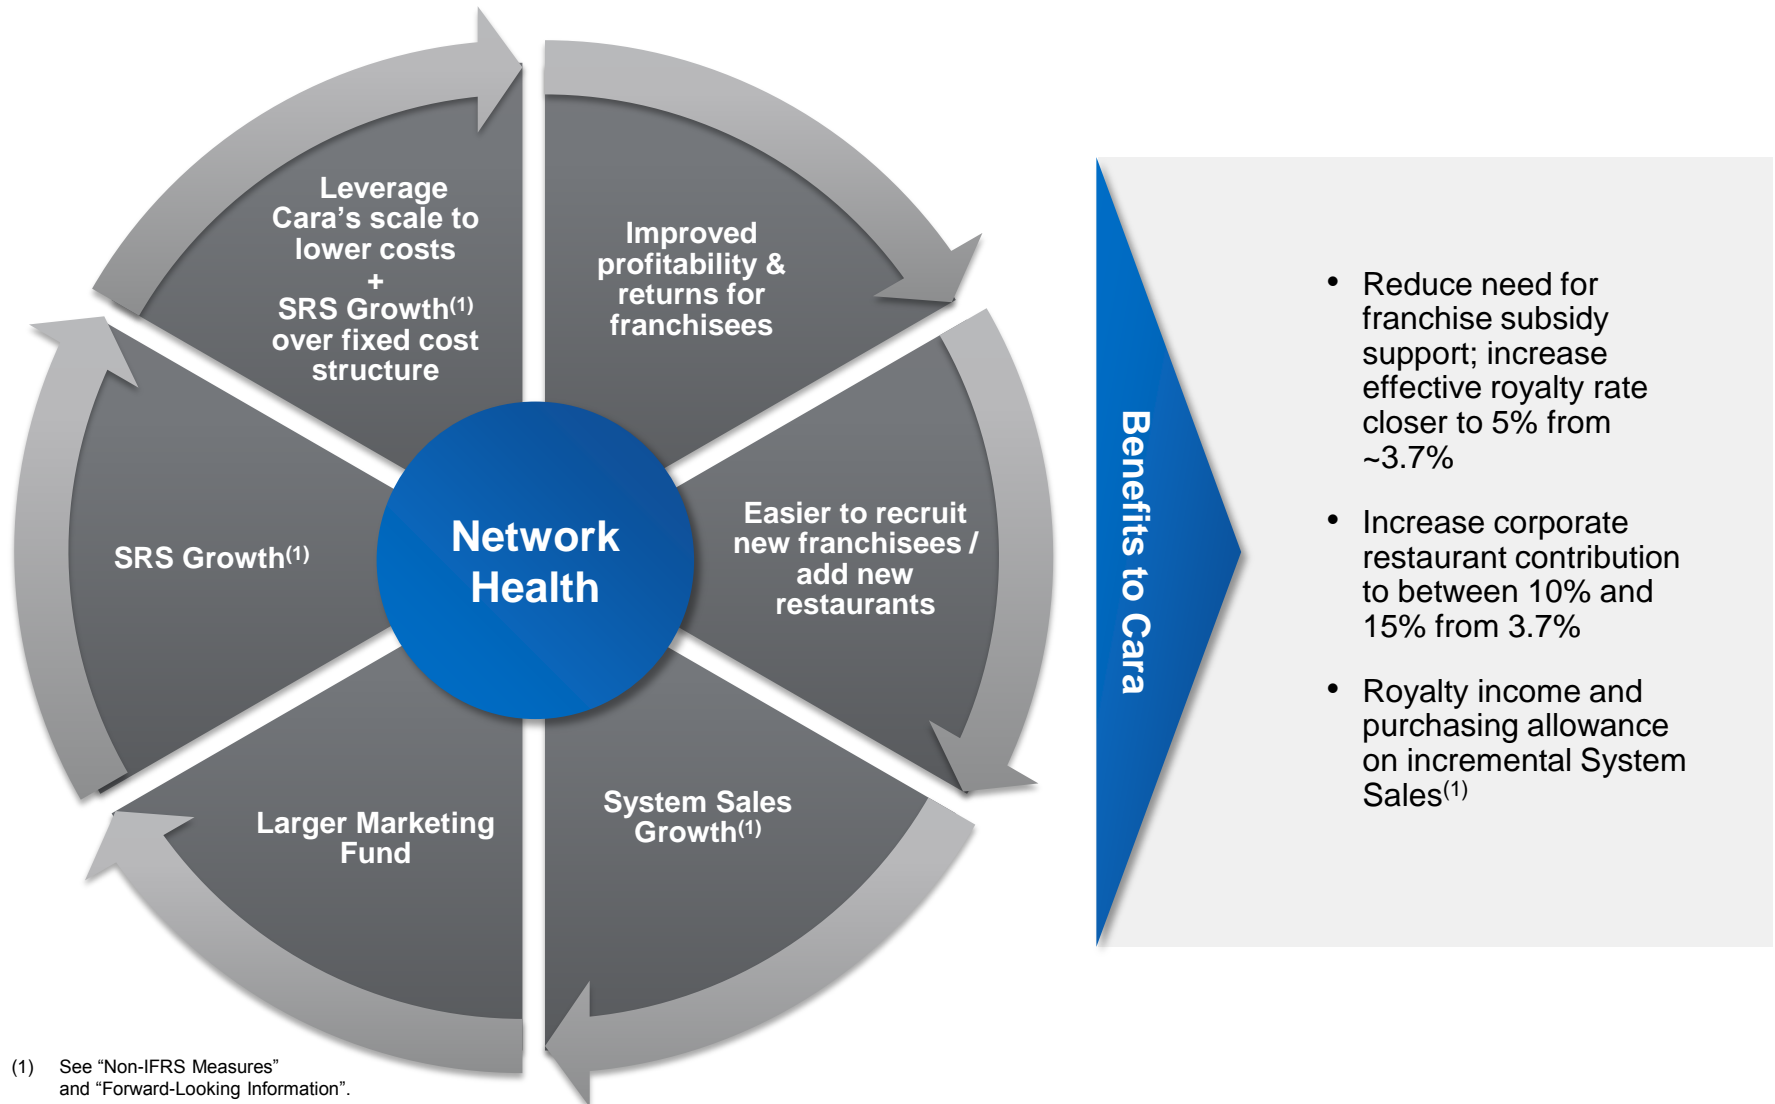 Leverage
Cara’s scale to
lower costs
+
SRS Growth(1)
over fixed cost
structure
Improved
profitability &
returns for
franchisees
Easier to recruit
new franchisees /
add new
restaurants
System Sales
Growth(1)
Larger Marketing
Fund
SRS Growth(1)
Network
Health
Benefits to Cara
• Reduce need for
franchise subsidy
support; increase
effective royalty rate
closer to 5% from
~3.7%
• Increase corporate
restaurant contribution
to between 10% and
15% from 3.7%
• Royalty income and
purchasing allowance
on incremental System
Sales(1)
(1) See “Non-IFRS Measures”
and “Forward-Looking Information”.